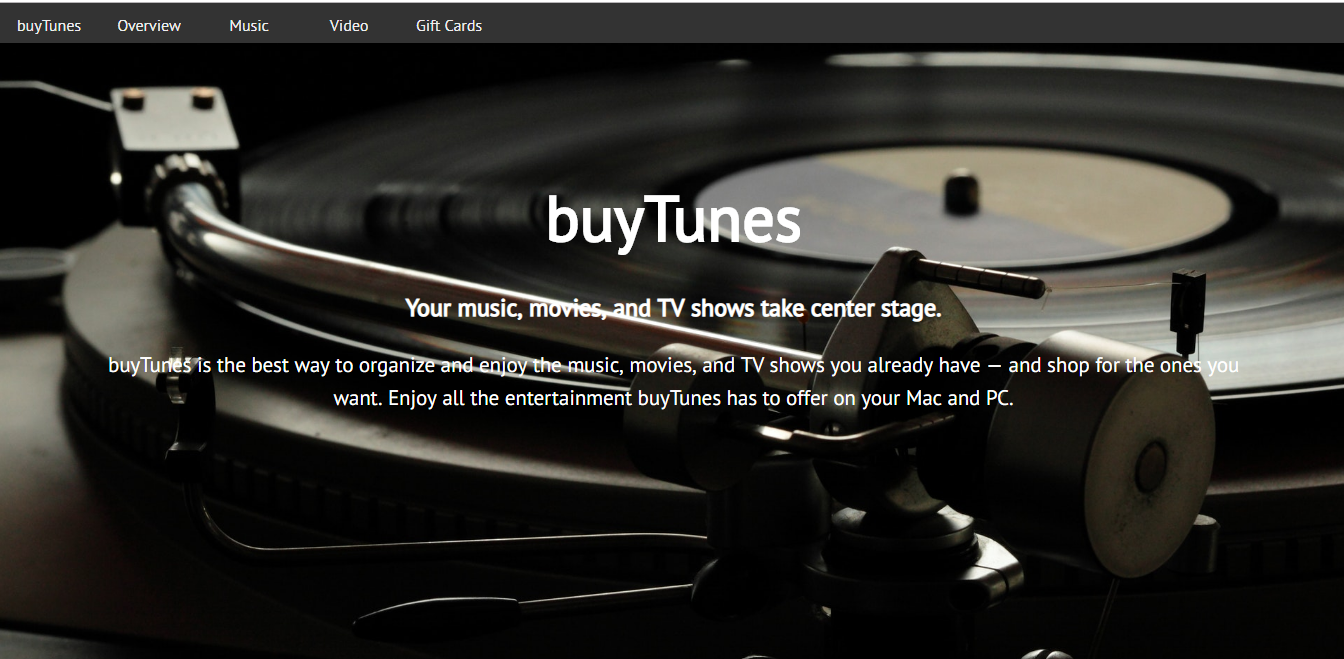 buyTunes Overview Music Video Gift Cards
buyTunes
Your music, movies, and TV shows take center stage.
buyTunes is the best way to organize and enjoy the music, movies, and TV shows you already have — and shop for the ones you
want. Enjoy all the entertainment buyTunes has to offer on your Mac and PC.